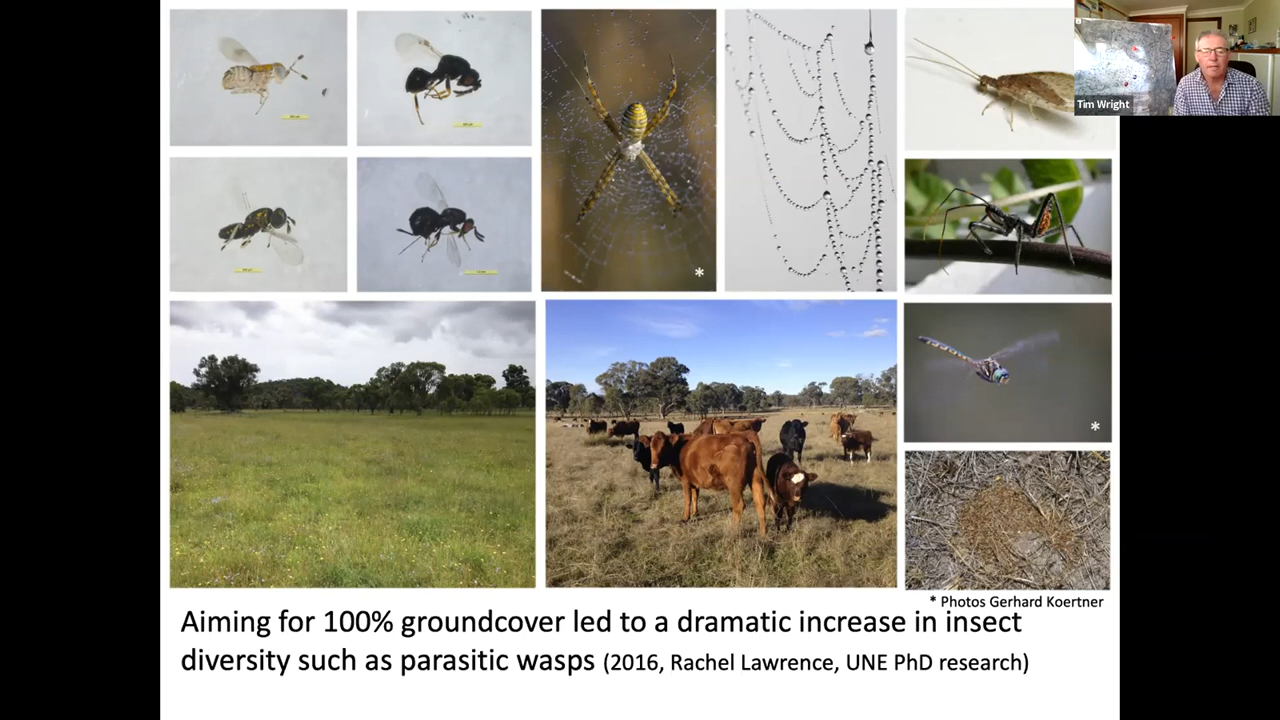 Tim Wright
*
*
* Photos Gerhard Koertner
Aiming for 100% groundcover led to a dramatic increase in insect
diversity such as parasitic wasps (2016, Rachel Lawrence, UNE PhD research)